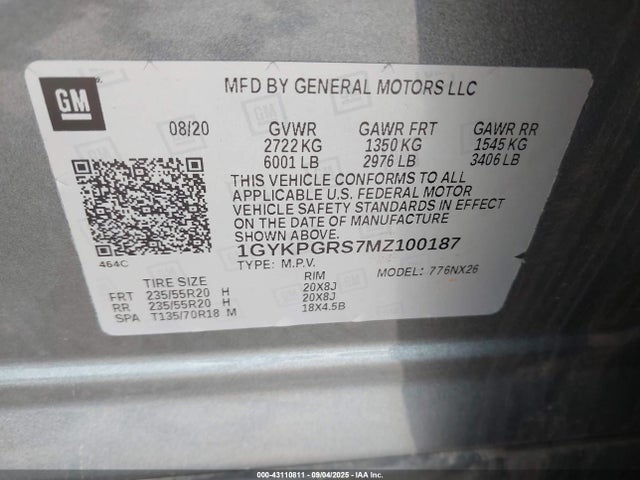 GM
MFD BY GENERAL MOTORS LLC
08/20 GVWR GAWR FRT GAWR RR
2722 KG 1350 KG 1545 KG
6001 LB 2976 LB 3406 LB
THIS VEHICLE CONFORMS TO ALL
APPLICABLE U.S. FEDERAL MOTOR
VEHICLE SAFETY STANDARDS IN EFFECT
ON THE DATE OF MANUFACTURE
SHOWN ABOVE
1GYKPGRS7MZ100187
464C
TYPE: M.P.V. MODEL: 776NX26
TIRE SIZE RIM
FRT 235/55R20 H 20X8J
RR 235/55R20 H 20X8J
SPA T135/70R18 M 18X4.5B
000-43110811 - 09/04/2025 - IAA Inc.